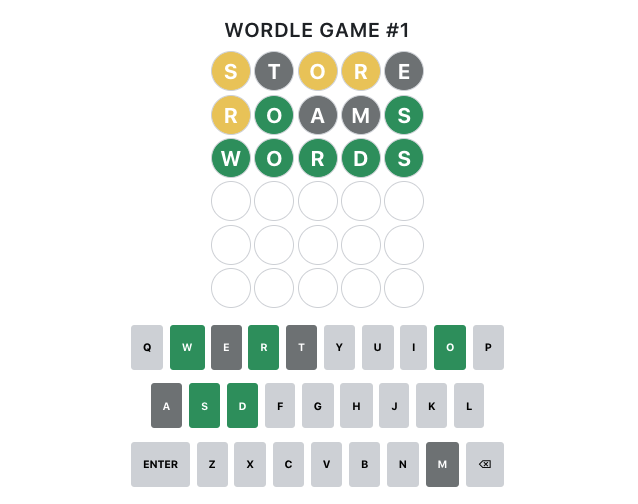 WORDLE GAME #1
S T O R E
R O A M S
W O R D S
Q W E R T Y U I O P
A S D F G H J K L
ENTER Z X C V B N M ⌫